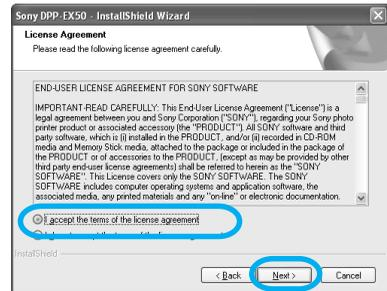 Sony DPP-EX50 - InstallShield Wizard
License Agreement
Please read the following license agreement carefully.
END-USER LICENSE AGREEMENT FOR SONY SOFTWARE
IMPORTANT-READ CAREFULLY: This End-User License Agreement ("License") is a
legal agreement between you and Sony Corporation ("SONY"), regarding your Sony photo
printer product or associated accessory (the "PRODUCT"). All SONY software and third
party software, which is (i) installed in the PRODUCT, and/or (ii) recorded in CD-ROM
media and Memory Stick media, attached to the package or included in the package of
the PRODUCT or of accessories to the PRODUCT, (except as may be provided by other
third party end-user license agreements) shall be referred to herein as the "SONY
SOFTWARE". This License covers only the SONY SOFTWARE. The SONY
SOFTWARE includes computer operating systems and application software, the
associated media, any printed materials and any "on-line" or electronic documentation.
I accept the terms of the license agreement
InstallShield
< Back
Next >
Cancel